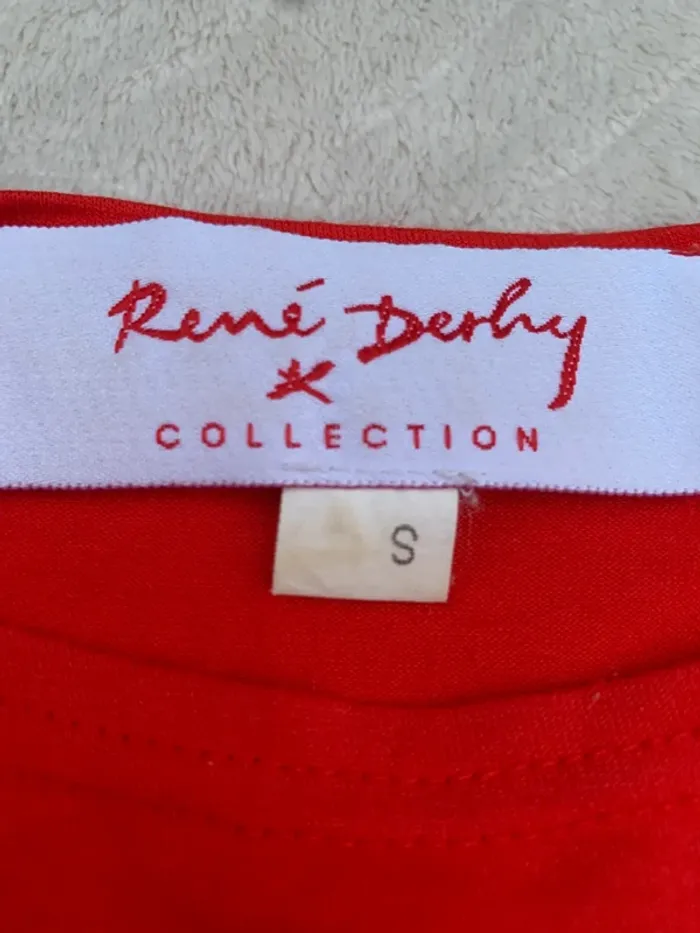 René Derhy
COLLECTION
S